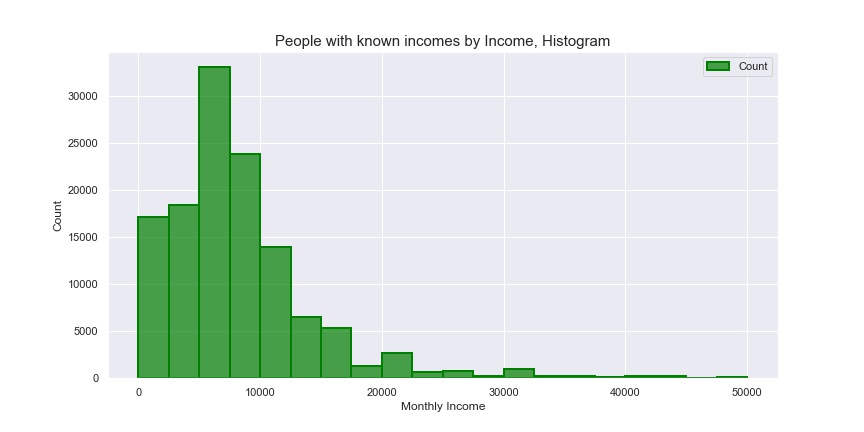 People with known incomes by Income, Histogram
Count
30000
25000
20000
15000
10000
5000
0
Count
0 10000 20000 30000 40000 50000
Monthly Income